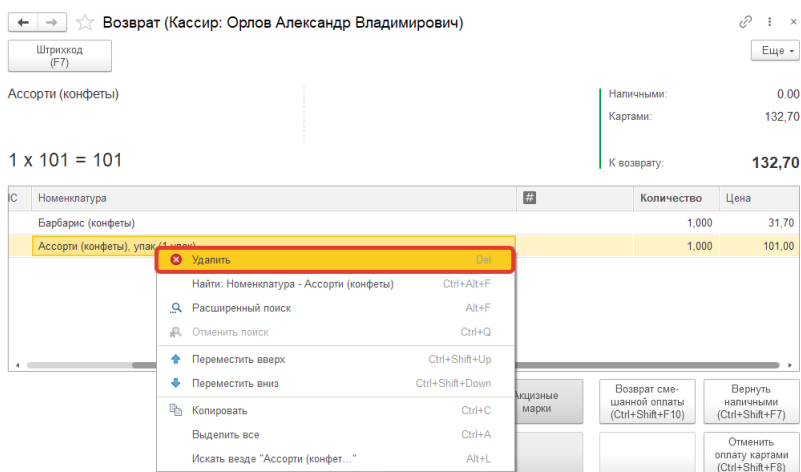 Возврат (Кассир: Орлов Александр Владимирович)
Штрихкод
(F7)
Еще
Ассорти (конфеты)
Наличными: 0.00
Картами: 132,70
1 x 101 = 101
К возврату: 132,70
IC Номенклатура # Количество Цена
Барбарис (конфеты) 1,000 31,70
Ассорти (конфеты), упак (1 упак) 1,000 101,00
Удалить Del
Найти: Номенклатура - Ассорти (конфеты) Ctrl+Alt+F
Расширенный поиск Alt+F
Отменить поиск Ctrl+Q
Переместить вверх Ctrl+Shift+Up
Переместить вниз Ctrl+Shift+Down
Копировать Ctrl+C
Выделить все Ctrl+A
Искать везде "Ассорти (конфет..." Alt+L
Акцизные
марки
Возврат сме-
шанной оплаты
(Ctrl+Shift+F10)
Вернуть
наличными
(Ctrl+Shift+F7)
Отменить
оплату картами
(Ctrl+Shift+F8)